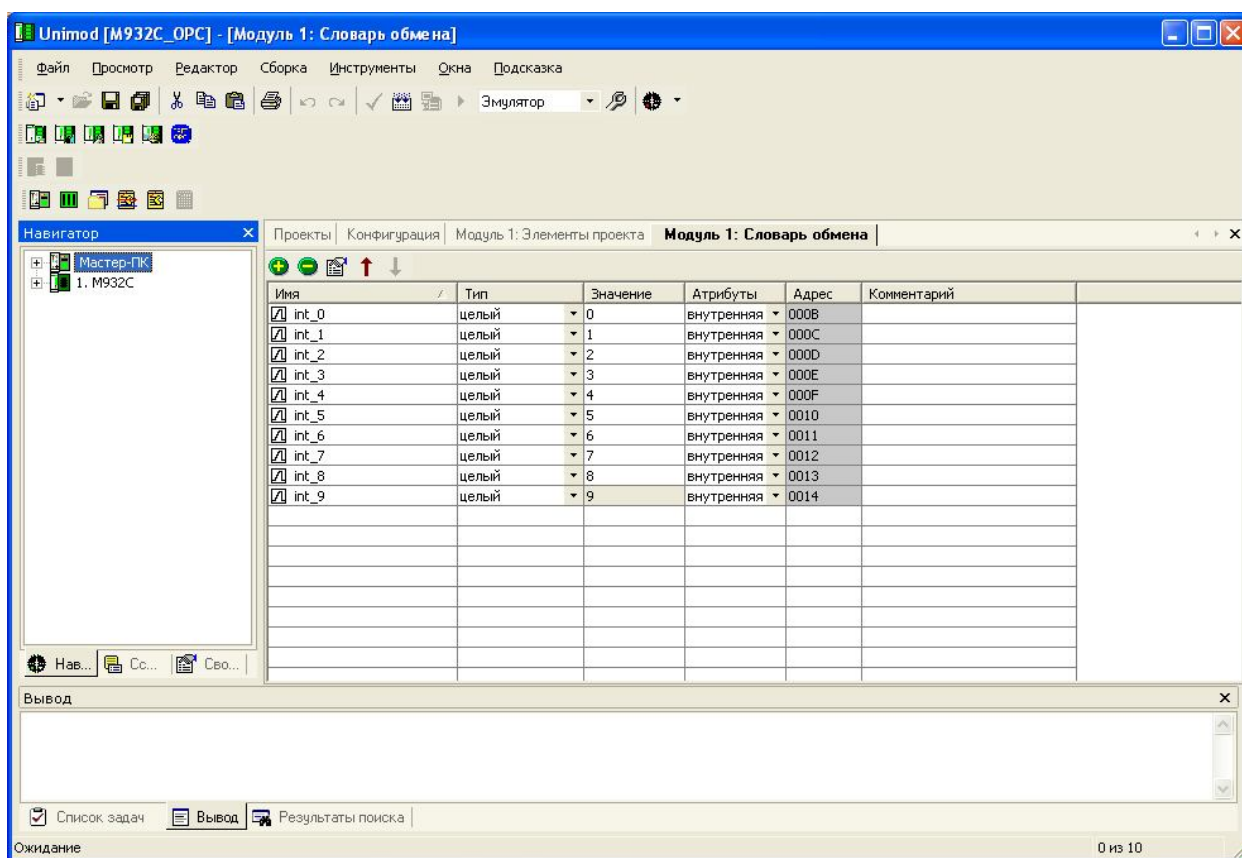 Unimod [M932C_OPC] - [Модуль 1: Словарь обмена]
Файл Просмотр Редактор Сборка Инструменты Окна Подсказка
Эмулятор
Навигатор
Мастер-ПК
1. M932C
Нав... Сс... Сво...
Проекты Конфигурация Модуль 1: Элементы проекта Модуль 1: Словарь обмена
Имя Тип Значение Атрибуты Адрес Комментарий
int_0 целый 0 внутренняя 000B
int_1 целый 1 внутренняя 000C
int_2 целый 2 внутренняя 000D
int_3 целый 3 внутренняя 000E
int_4 целый 4 внутренняя 000F
int_5 целый 5 внутренняя 0010
int_6 целый 6 внутренняя 0011
int_7 целый 7 внутренняя 0012
int_8 целый 8 внутренняя 0013
int_9 целый 9 внутренняя 0014
Вывод
Список задач Вывод Результаты поиска
Ожидание 0 из 10